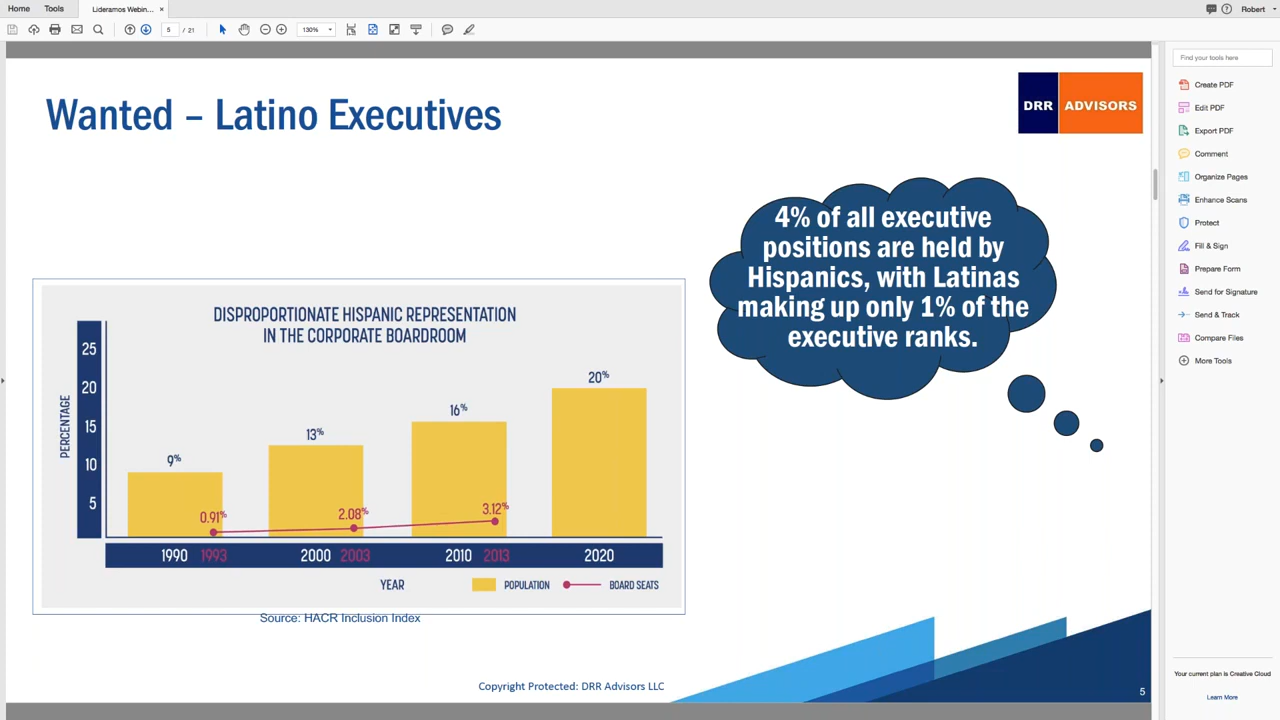 Home
Tools
Lideramos Webin...
×
Robert
5 / 21
130%
Find your tools here
Create PDF
Edit PDF
Export PDF
Comment
Organize Pages
Enhance Scans
Protect
Fill & Sign
Prepare Form
Send for Signature
Send & Track
Compare Files
More Tools
Your current plan is Creative Cloud
Learn More
Wanted – Latino Executives
DRR ADVISORS
4% of all executive
positions are held by
Hispanics, with Latinas
making up only 1% of the
executive ranks.
DISPROPORTIONATE HISPANIC REPRESENTATION
IN THE CORPORATE BOARDROOM
PERCENTAGE
25
20
15
10
5
9%
13%
16%
20%
0.91%
2.08%
3.12%
1990 1993 2000 2003 2010 2013 2020
YEAR
POPULATION
BOARD SEATS
Source: HACR Inclusion Index
Copyright Protected: DRR Advisors LLC
5